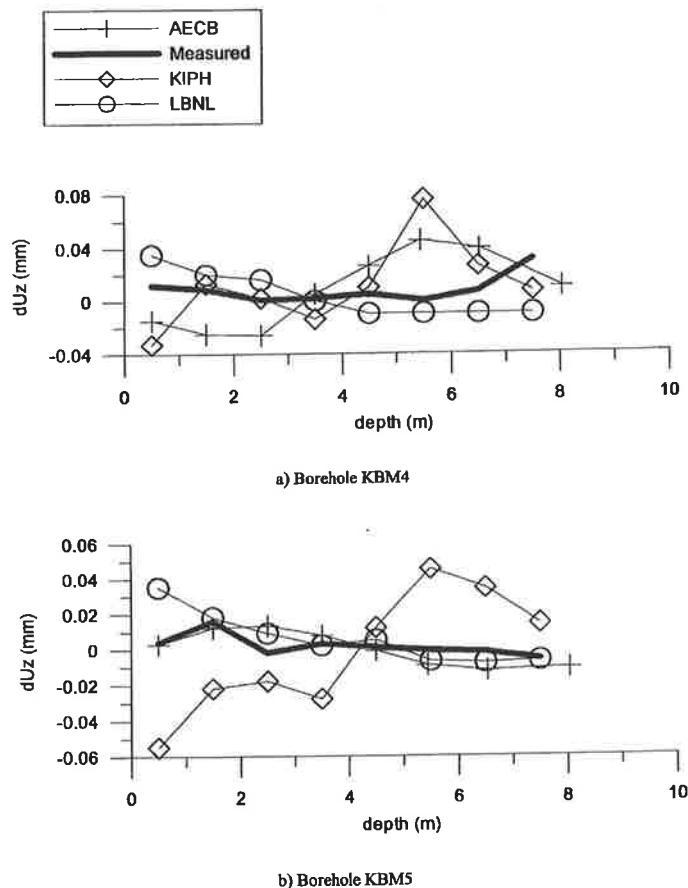 AECB
Measured
KIPH
LBNL
0.08
0.04
0
-0.04
dUz (mm)
0 2 4 6 8 10
depth (m)
a) Borehole KBM4
0.06
0.04
0.02
0
-0.02
-0.04
-0.06
dUz (mm)
0 2 4 6 8 10
depth (m)
b) Borehole KBM5